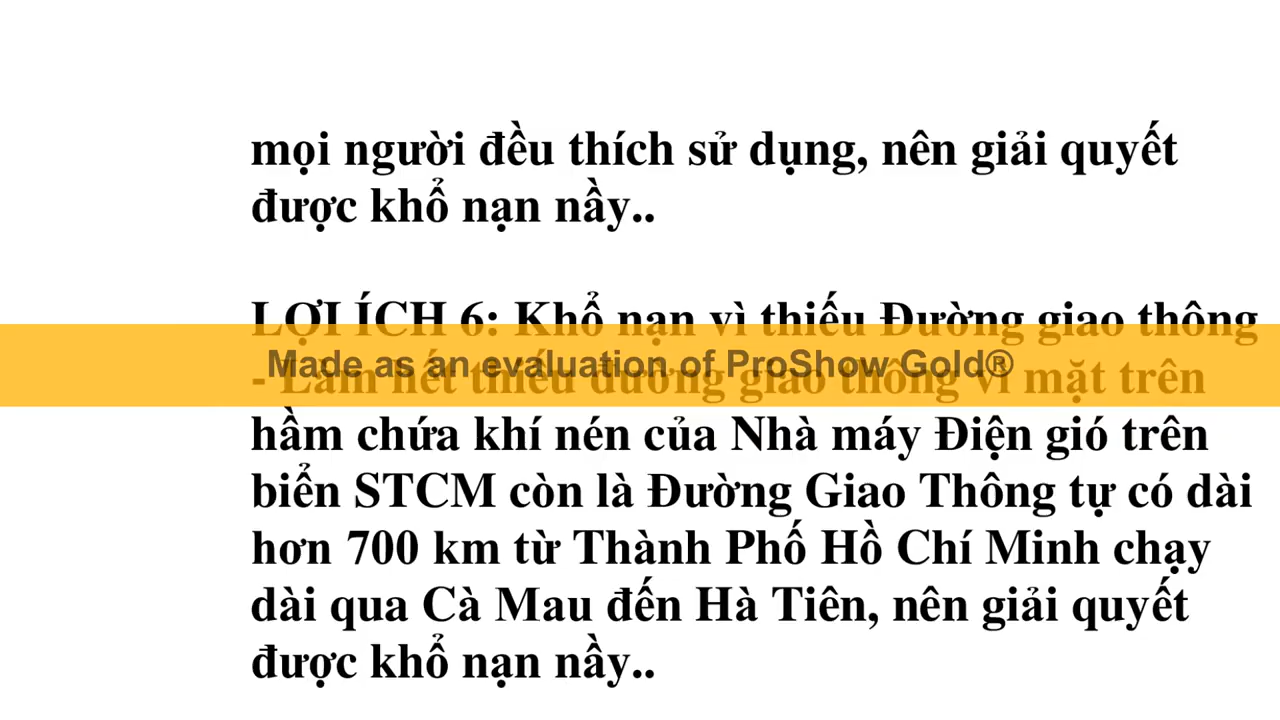 mọi người đều thích sử dụng, nên giải quyết
được khổ nạn nầy..
LỢI ÍCH 6: Khổ nạn vì thiếu Đường giao thông
Made as an evaluation of ProShow Gold®
- Làm hết thiếu đường giao thông vì mặt trên
hầm chứa khí nén của Nhà máy Điện gió trên
biển STCM còn là Đường Giao Thông tự có dài
hơn 700 km từ Thành Phố Hồ Chí Minh chạy
dài qua Cà Mau đến Hà Tiên, nên giải quyết
được khổ nạn nầy..